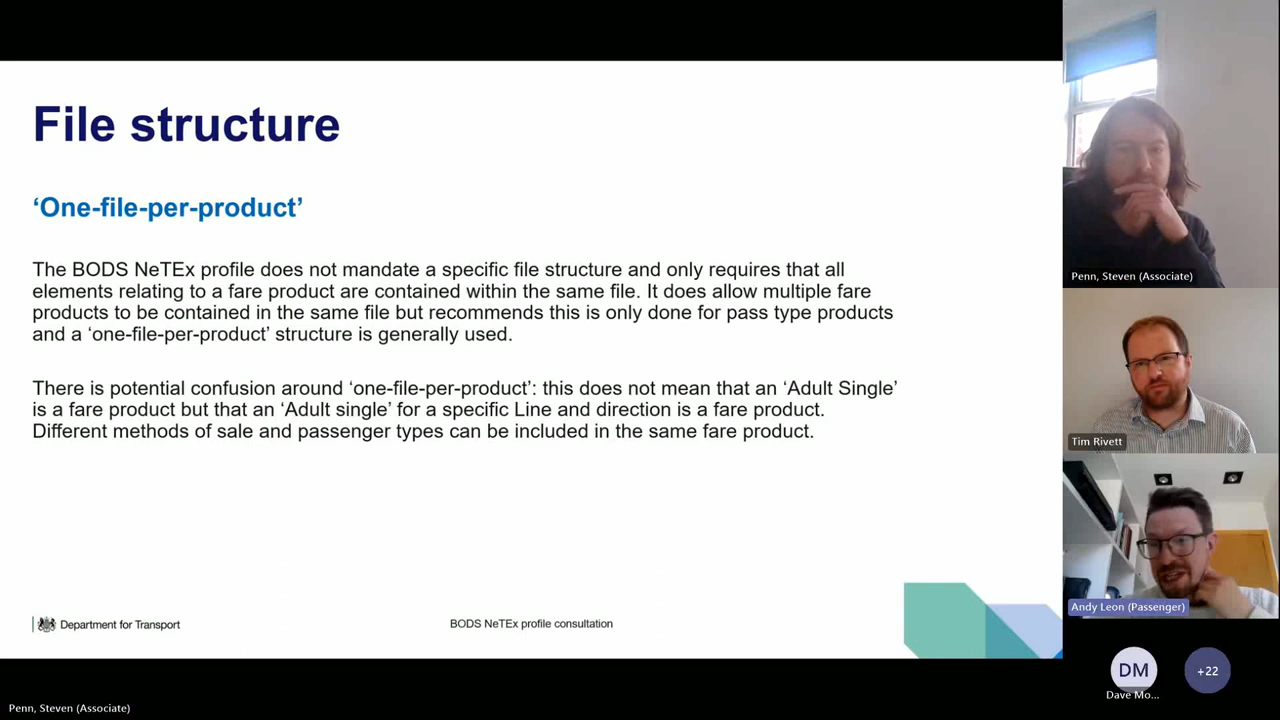 File structure
‘One-file-per-product’
The BODS NeTEx profile does not mandate a specific file structure and only requires that all
elements relating to a fare product are contained within the same file. It does allow multiple fare
products to be contained in the same file but recommends this is only done for pass type products
and a ‘one-file-per-product’ structure is generally used.
There is potential confusion around ‘one-file-per-product’: this does not mean that an ‘Adult Single’
is a fare product but that an ‘Adult single’ for a specific Line and direction is a fare product.
Different methods of sale and passenger types can be included in the same fare product.
Department for Transport
BODS NeTEx profile consultation
Penn, Steven (Associate)
Tim Rivett
Andy Leon (Passenger)
DM
+22
Dave Mo...
Penn, Steven (Associate)